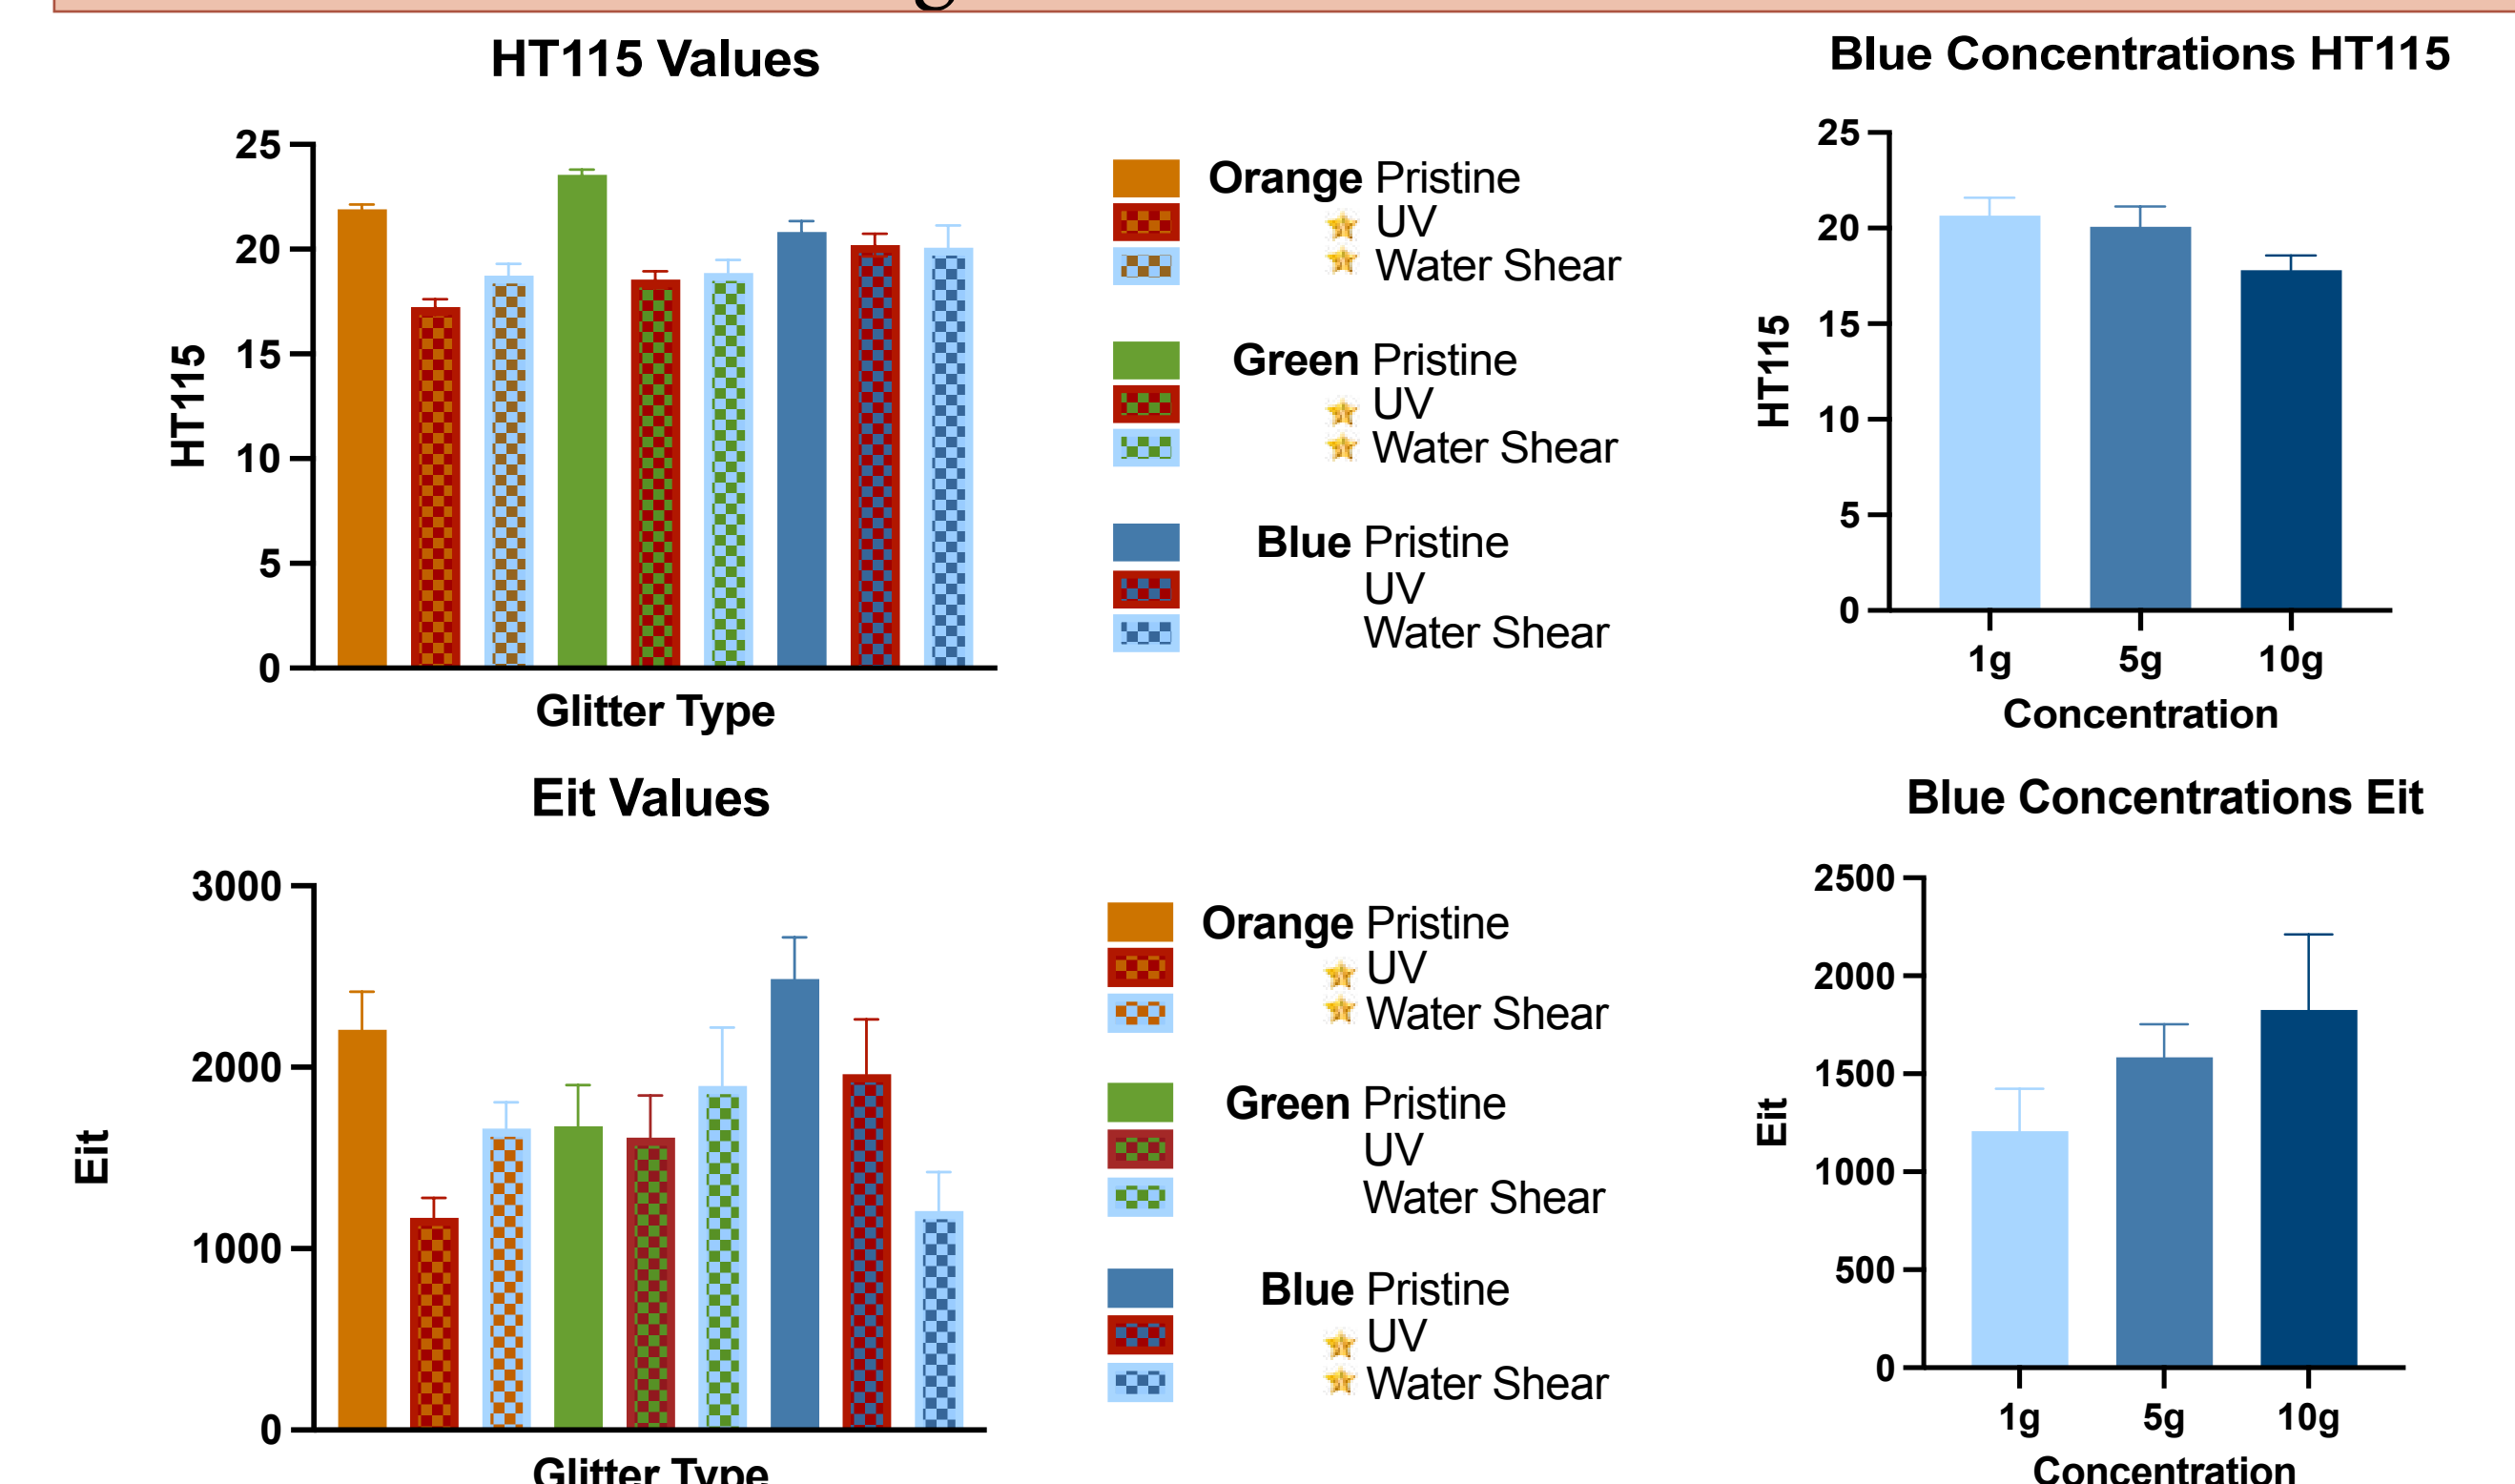 HT115 Values
25
20
15
10
5
0
HT115
Glitter Type
Orange Pristine
UV
Water Shear
Green Pristine
UV
Water Shear
Blue Pristine
UV
Water Shear
Blue Concentrations HT115
25
20
15
10
5
0
HT115
1g 5g 10g
Concentration
Eit Values
3000
2000
1000
0
Eit
Glitter Type
Orange Pristine
UV
Water Shear
Green Pristine
UV
Water Shear
Blue Pristine
UV
Water Shear
Blue Concentrations Eit
2500
2000
1500
1000
500
0
Eit
1g 5g 10g
Concentration